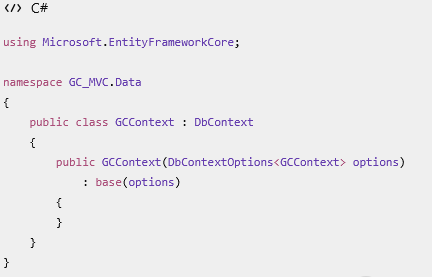 </> C#
using Microsoft.EntityFrameworkCore;
namespace GC_MVC.Data
{
    public class GCContext : DbContext
    {
        public GCContext(DbContextOptions<GCContext> options)
            : base(options)
        {
        }
    }
}